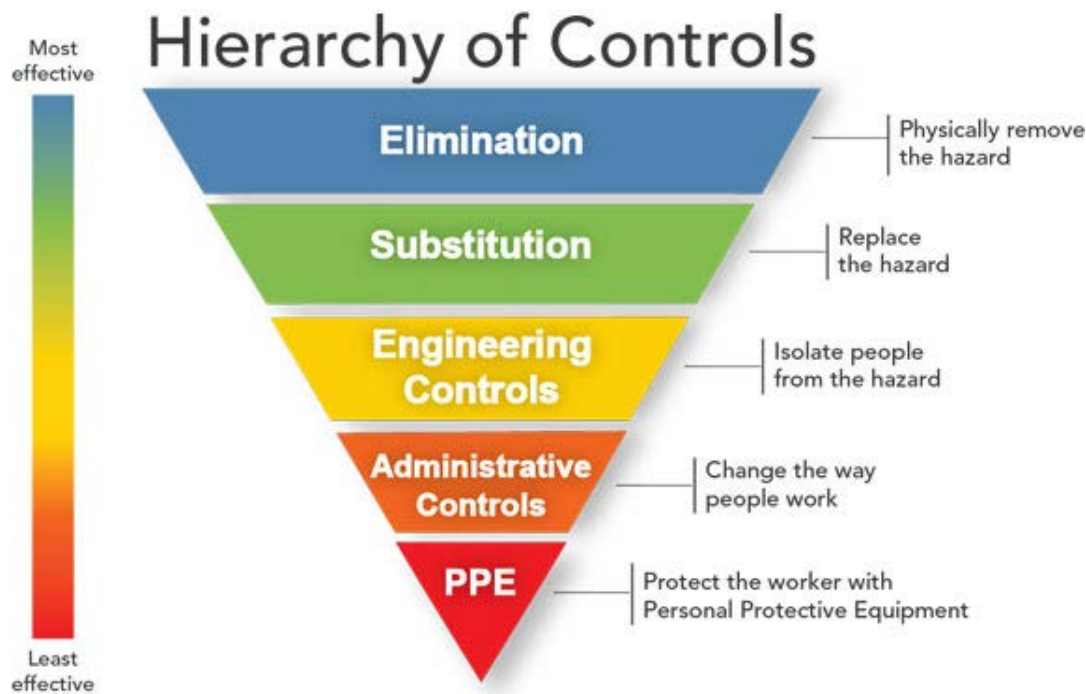 Hierarchy of Controls
Most
effective
Elimination
Physically remove
the hazard
Substitution
Replace
the hazard
Engineering
Controls
Isolate people
from the hazard
Administrative
Controls
Change the way
people work
PPE
Protect the worker with
Personal Protective Equipment
Least
effective